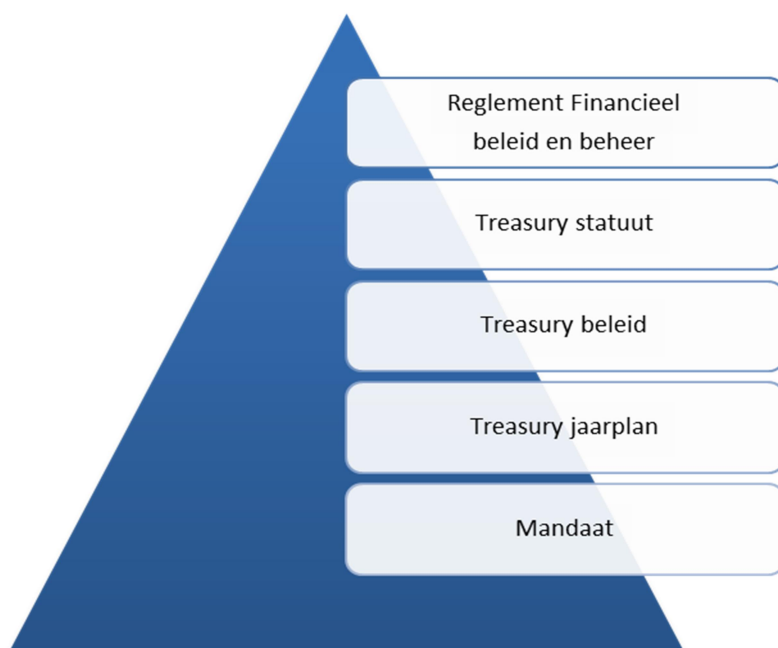 Reglement Financieel
beleid en beheer
Treasury statuut
Treasury beleid
Treasury jaarplan
Mandaat